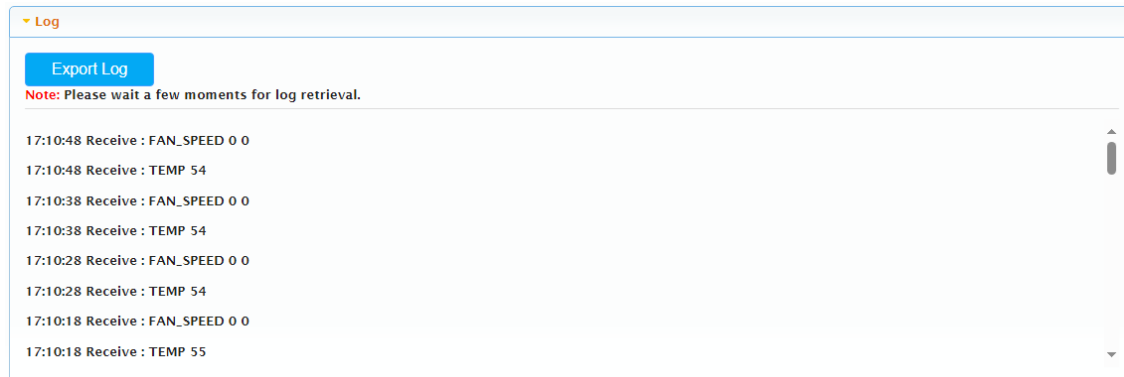 Log
Export Log
Note: Please wait a few moments for log retrieval.
17:10:48 Receive : FAN_SPEED 0 0
17:10:48 Receive : TEMP 54
17:10:38 Receive : FAN_SPEED 0 0
17:10:38 Receive : TEMP 54
17:10:28 Receive : FAN_SPEED 0 0
17:10:28 Receive : TEMP 54
17:10:18 Receive : FAN_SPEED 0 0
17:10:18 Receive : TEMP 55